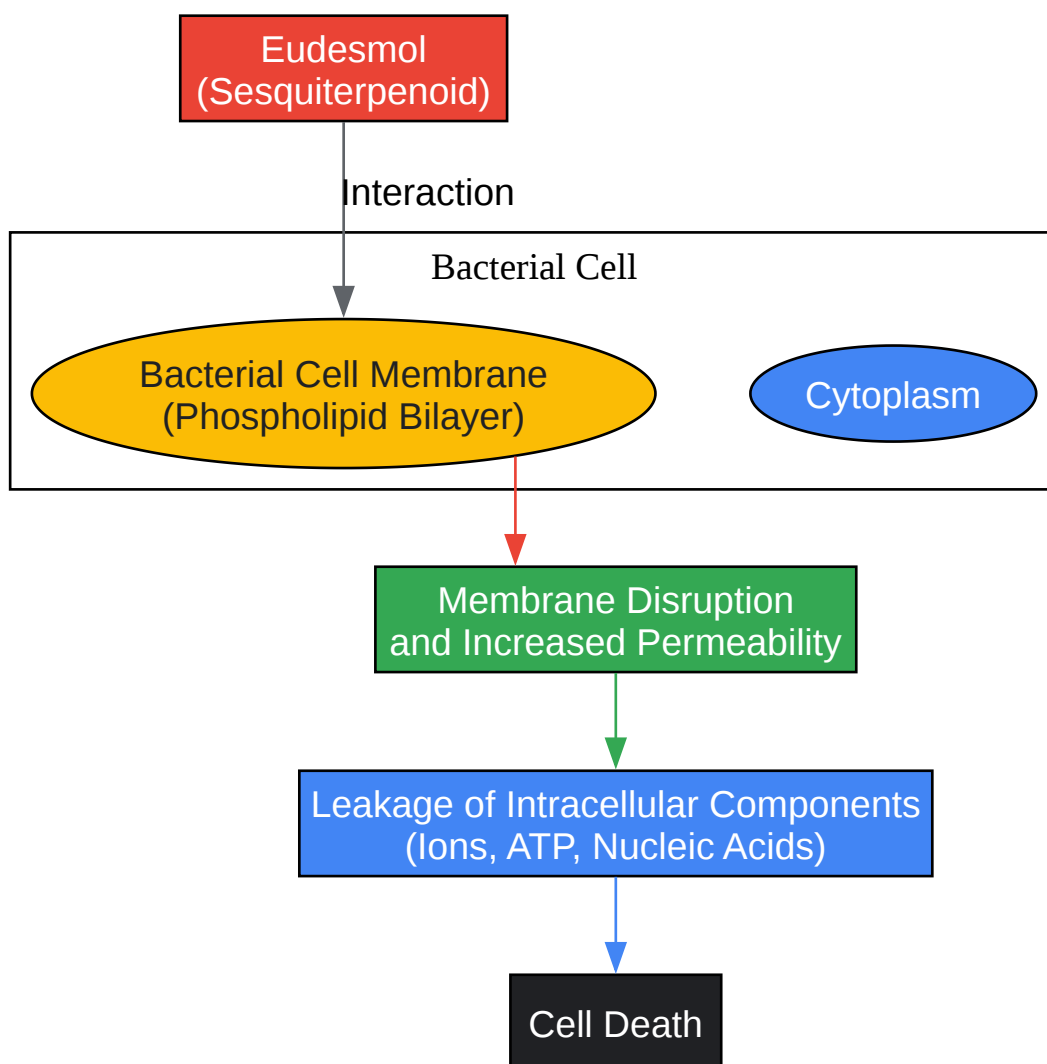 Eudesmol
(Sesquiterpenoid)
Interaction
Bacterial Cell
Bacterial Cell Membrane
(Phospholipid Bilayer)
Cytoplasm
Membrane Disruption
and Increased Permeability
Leakage of Intracellular Components
(Ions, ATP, Nucleic Acids)
Cell Death